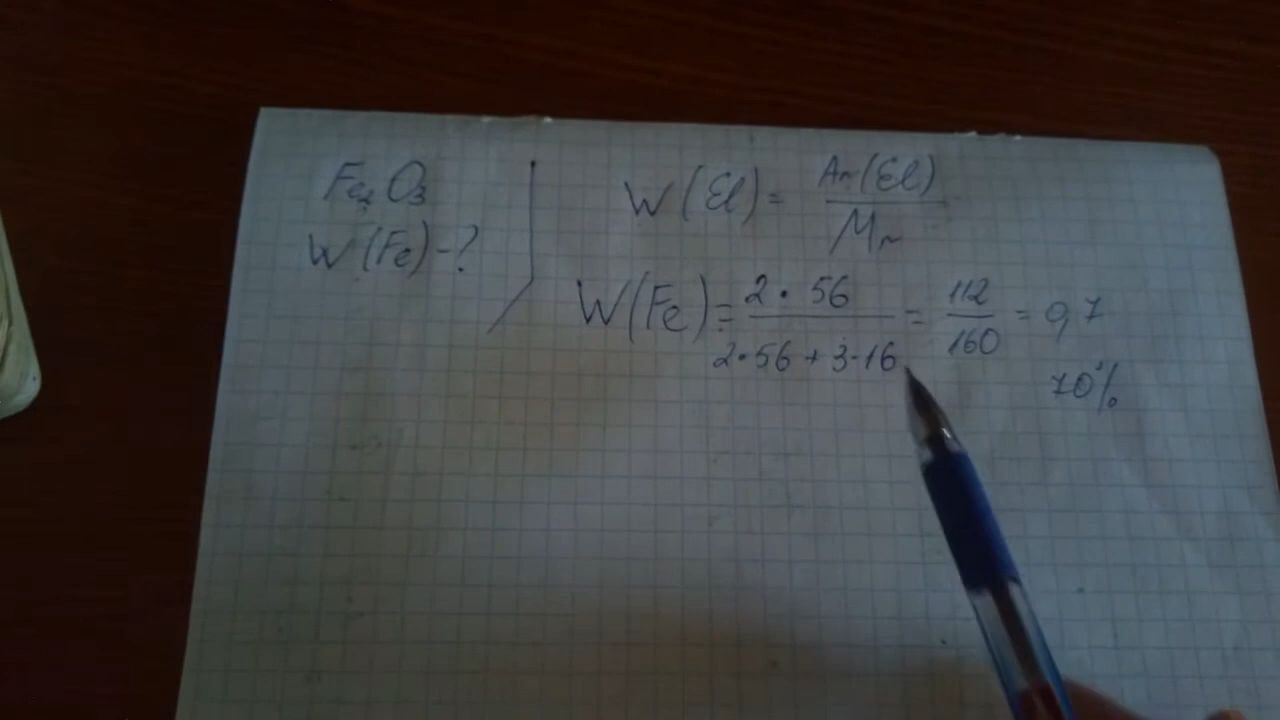 Fe₂O₃
W(Fe)-?
W(El)= Ar(El)/Mr
W(Fe)= 2·56/2·56+3·16 = 112/160 = 0,7
70%